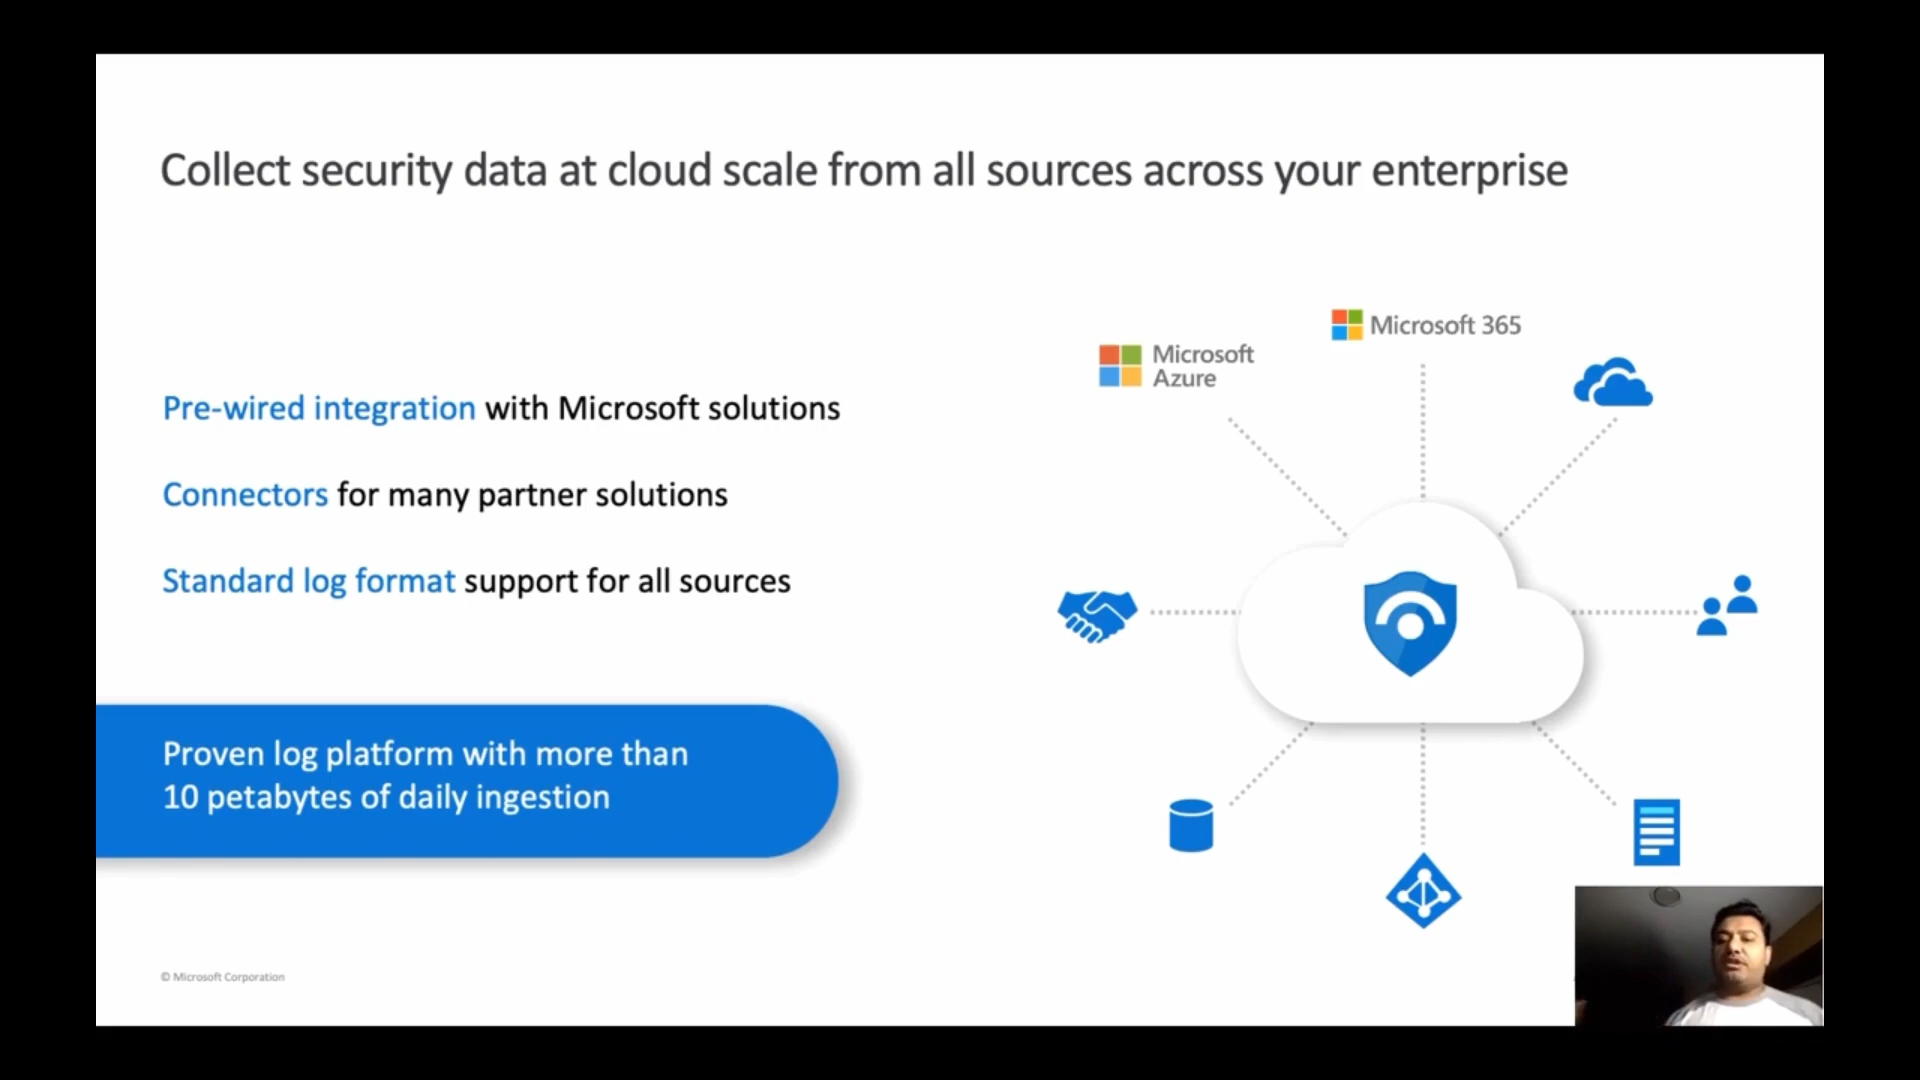 Collect security data at cloud scale from all sources across your enterprise
Pre-wired integration with Microsoft solutions
Connectors for many partner solutions
Standard log format support for all sources
Proven log platform with more than
10 petabytes of daily ingestion
Microsoft
Azure
Microsoft 365
© Microsoft Corporation